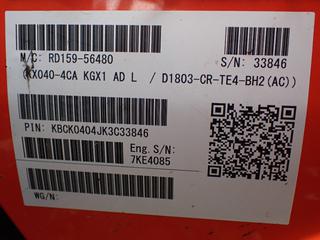 M/C: RD159-56480 S/N: 33846
(KX040-4CA KGX1 AD L / D1803-CR-TE4-BH2(AC))
PIN: KBCK0404JK3C33846
Eng.S/N:
7KE4085
WG/N: